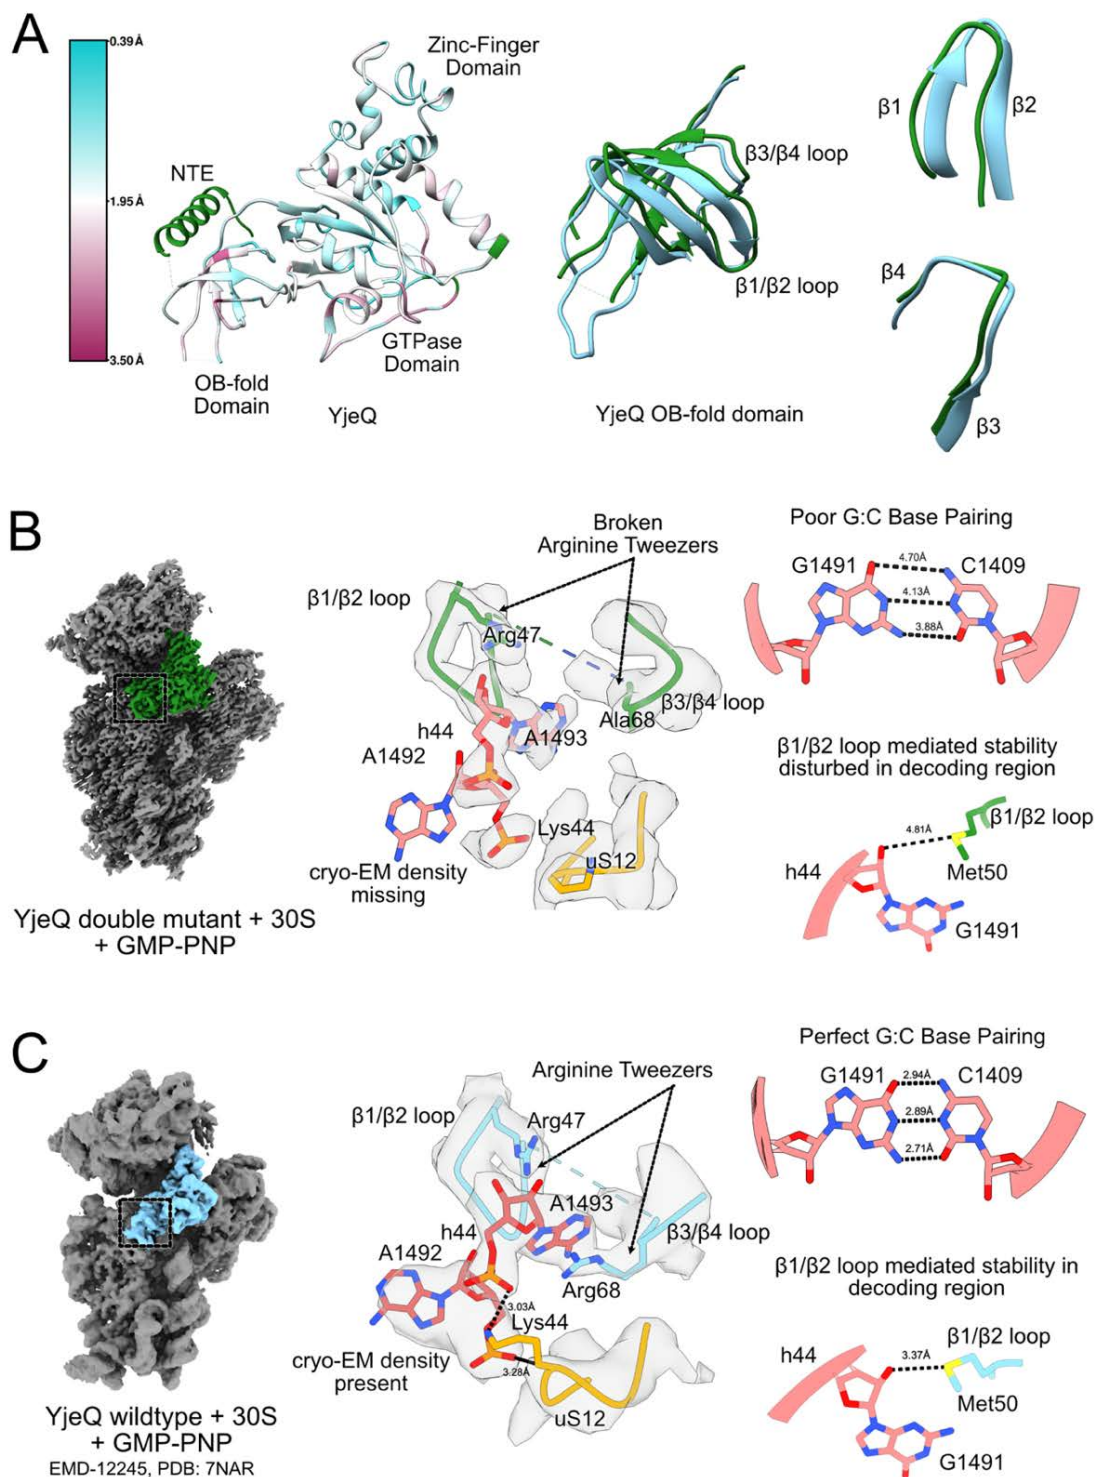 A
0.39 Å
1.95 Å
3.50 Å
NTE
Zinc-Finger
Domain
GTPase
Domain
OB-fold
Domain
YjeQ
β3/β4 loop
β1/β2 loop
YjeQ OB-fold domain
β1
β2
β4
β3
B
YjeQ double mutant + 30S
+ GMP-PNP
Broken
Arginine Tweezers
β1/β2 loop
Arg47
β3/β4 loop
Ala68
h44
A1493
A1492
Lys44
uS12
cryo-EM density
missing
Poor G:C Base Pairing
G1491
C1409
4.70Å
4.13Å
3.88Å
β1/β2 loop mediated stability
disturbed in decoding region
β1/β2 loop
4.81Å
h44
Met50
G1491
C
YjeQ wildtype + 30S
+ GMP-PNP
EMD-12245, PDB: 7NAR
Arginine Tweezers
β1/β2 loop
Arg47
A1493
β3/β4 loop
h44
A1492
Arg68
3.03Å
Lys44
cryo-EM density
present
3.28Å
uS12
Perfect G:C Base Pairing
G1491
C1409
2.94Å
2.89Å
2.71Å
β1/β2 loop mediated stability in
decoding region
β1/β2 loop
h44
3.37Å
Met50
G1491